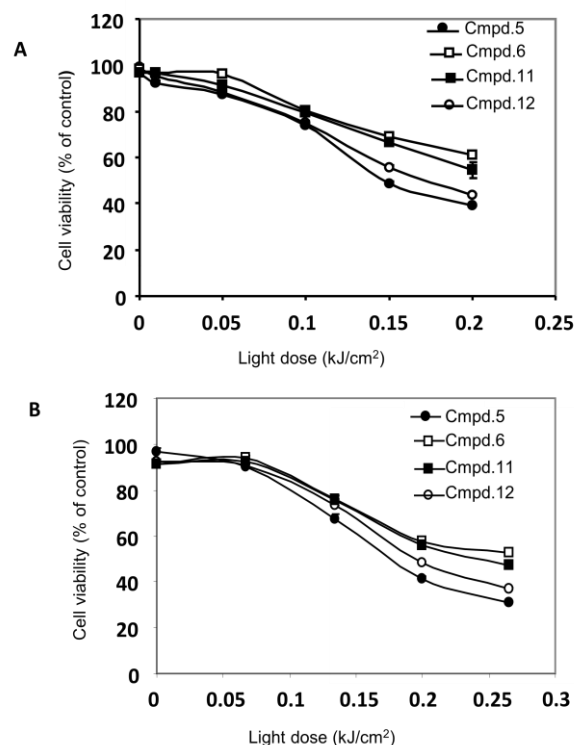 A
Cell viability (% of control)
120
100
80
60
40
20
0
Cmpd.5
Cmpd.6
Cmpd.11
Cmpd.12
0 0.05 0.1 0.15 0.2 0.25
Light dose (kJ/cm²)
B
Cell viability (% of control)
120
100
80
60
40
20
0
Cmpd.5
Cmpd.6
Cmpd.11
Cmpd.12
0 0.05 0.1 0.15 0.2 0.25 0.3
Light dose (kJ/cm²)